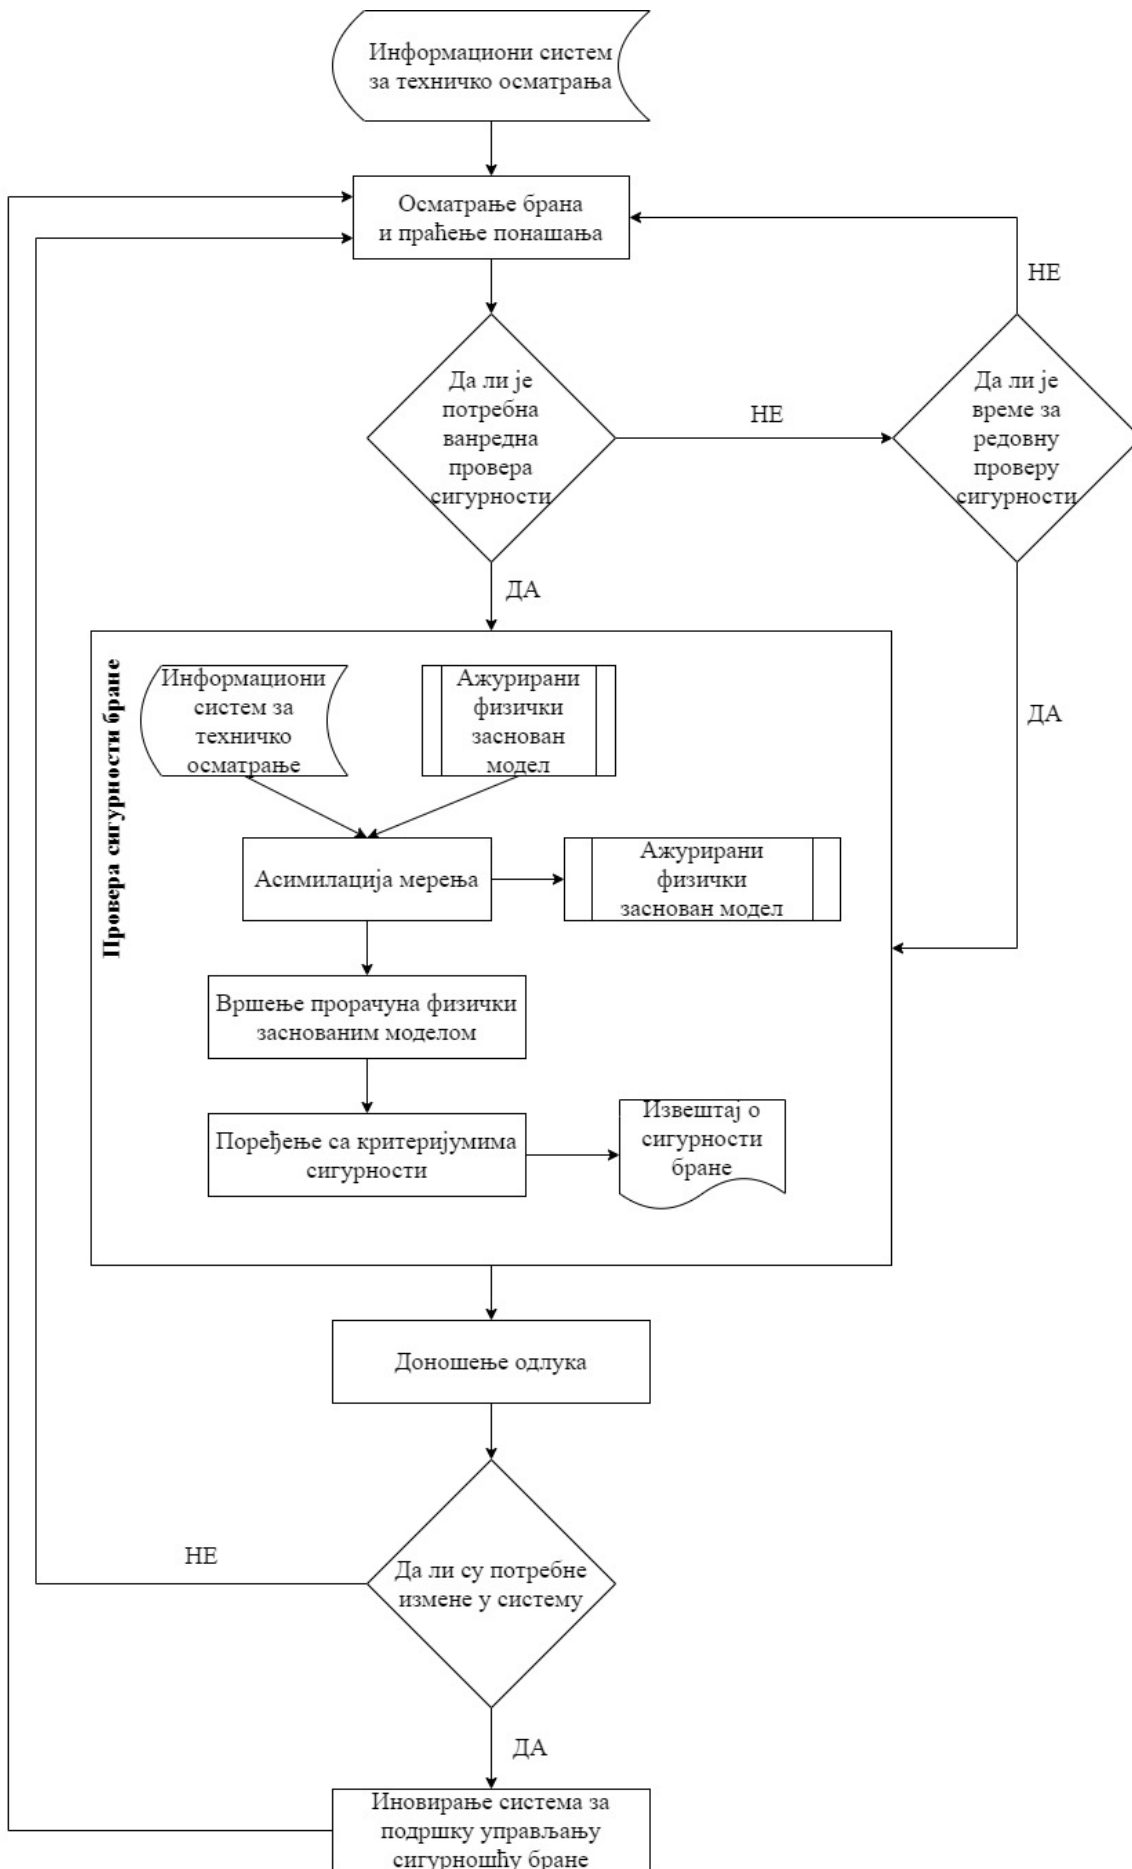 Информациони систем
за техничко осматрања
Осматрање брана
и праћење понашања
НЕ
Да ли је
потребна
ванредна
провера
сигурности
НЕ
Да ли је
време за
редовну
проверу
сигурности
ДА
ДА
Провера сигурности бране
Информациони
систем за
техничко
осматрање
Ажурирани
физички
заснован
модел
Асимилација мерења
Ажурирани
физички
заснован модел
Вршење прорачуна физички
заснованим моделом
Поређење са критеријумима
сигурности
Извештај о
сигурности
бране
Доношење одлука
НЕ
Да ли су потребне
измене у систему
ДА
Иновирање система за
подршку управљању
сигурношћу бране